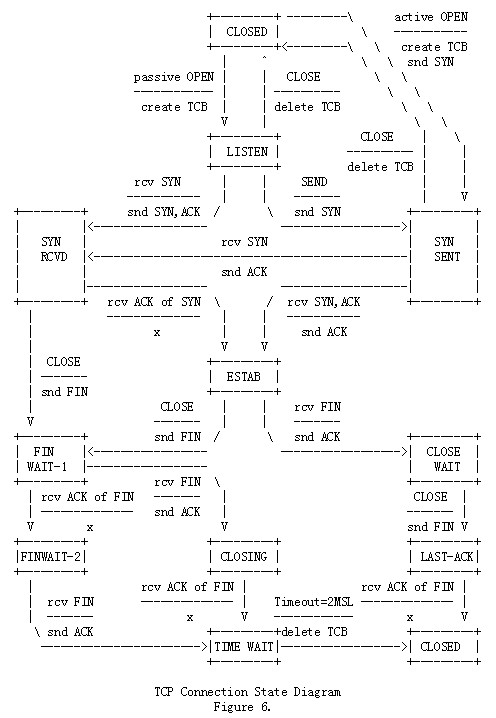 active OPEN
CLOSED
create TCB
snd SYN
passive OPEN CLOSE
create TCB delete TCB
CLOSE
LISTEN
delete TCB
rcv SYN SEND
snd SYN,ACK snd SYN
SYN rcv SYN SYN
RCVD SENT
snd ACK
rcv ACK of SYN rcv SYN,ACK
x snd ACK
CLOSE ESTAB
snd FIN
CLOSE rcv FIN
snd FIN snd ACK
FIN CLOSE
WAIT-1 WAIT
rcv FIN
rcv ACK of FIN CLOSE
snd ACK
x snd FIN
FINWAIT-2 CLOSING LAST-ACK
rcv ACK of FIN rcv ACK of FIN
rcv FIN Timeout=2MSL
x x
snd ACK delete TCB
TIME WAIT CLOSED
TCP Connection State Diagram
Figure 6.